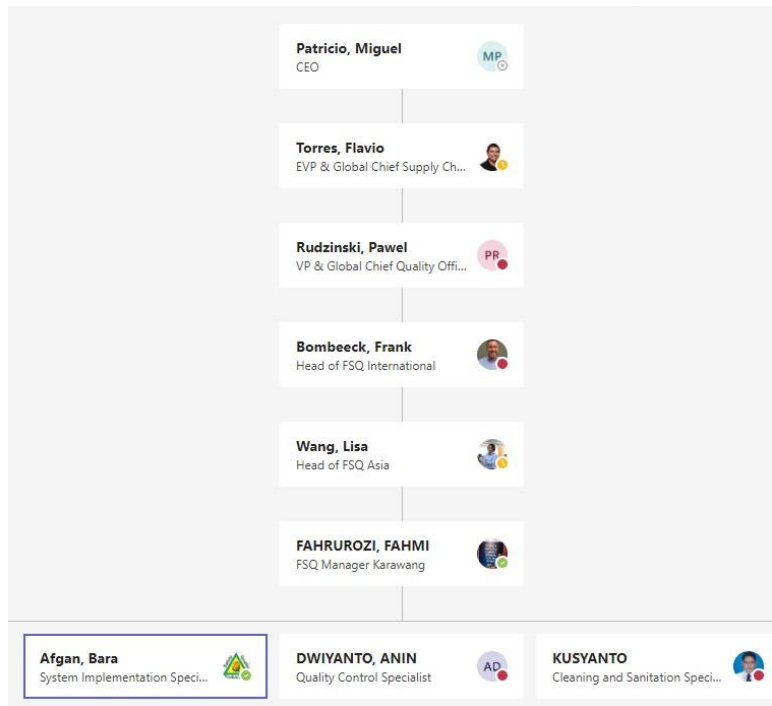 Patricio, Miguel
CEO
MP
Torres, Flavio
EVP & Global Chief Supply Ch...
Rudzinski, Pawel
VP & Global Chief Quality Offi...
PR
Bombeeck, Frank
Head of FSQ International
Wang, Lisa
Head of FSQ Asia
FAHRUROZI, FAHMI
FSQ Manager Karawang
Afgan, Bara
System Implementation Speci...
DWIYANTO, ANIN
Quality Control Specialist
AD
KUSYANTO
Cleaning and Sanitation Speci...